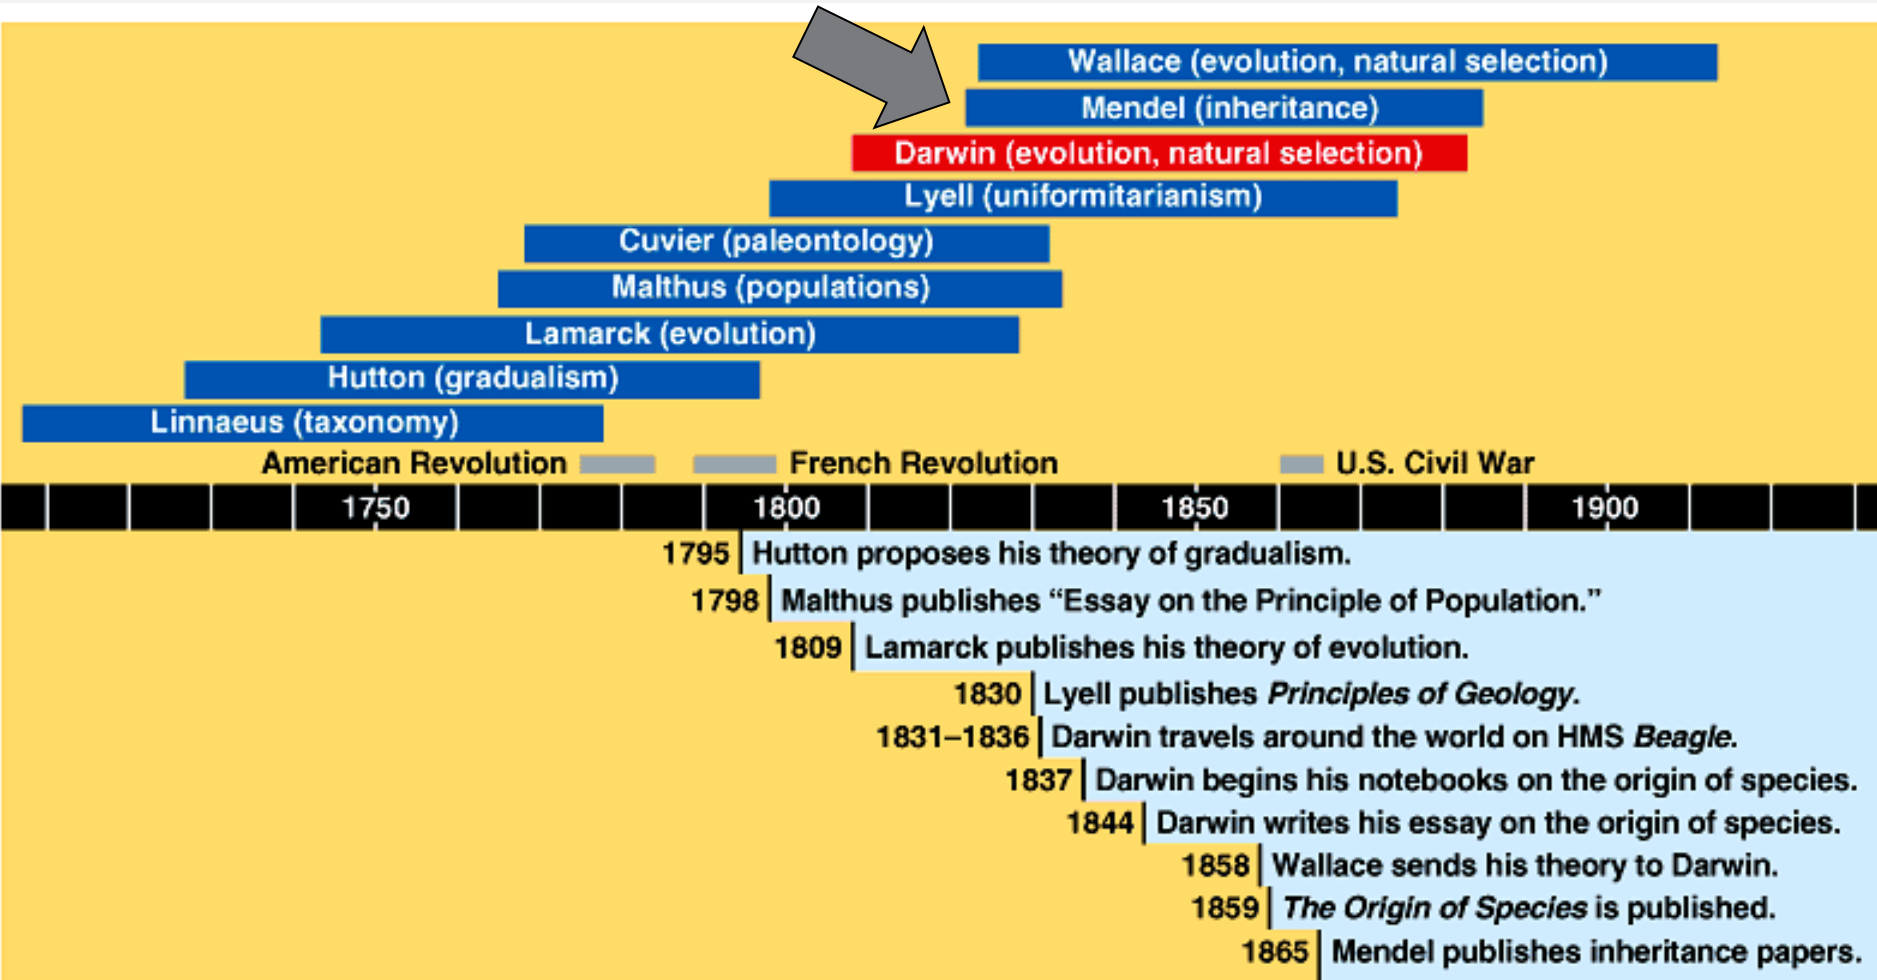 Wallace (evolution, natural selection)
Mendel (inheritance)
Darwin (evolution, natural selection)
Lyell (uniformitarianism)
Cuvier (paleontology)
Malthus (populations)
Lamarck (evolution)
Hutton (gradualism)
Linnaeus (taxonomy)
American Revolution French Revolution U.S. Civil War
1750 1800 1850 1900
1795 Hutton proposes his theory of gradualism.
1798 Malthus publishes “Essay on the Principle of Population.”
1809 Lamarck publishes his theory of evolution.
1830 Lyell publishes Principles of Geology.
1831–1836 Darwin travels around the world on HMS Beagle.
1837 Darwin begins his notebooks on the origin of species.
1844 Darwin writes his essay on the origin of species.
1858 Wallace sends his theory to Darwin.
1859 The Origin of Species is published.
1865 Mendel publishes inheritance papers.